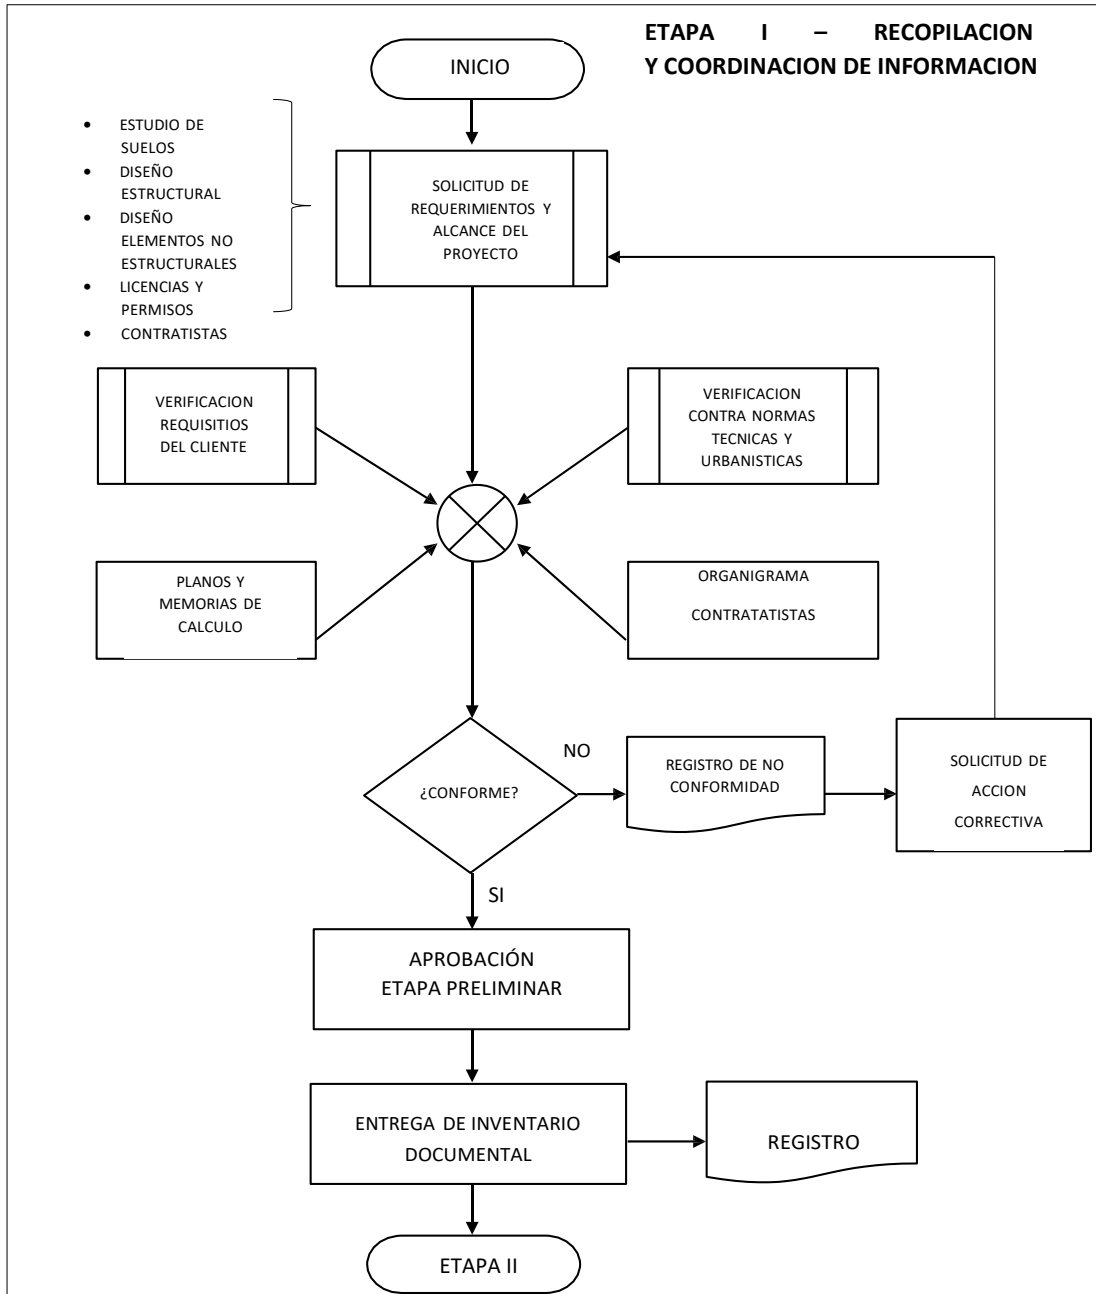 ETAPA I – RECOPILACION
Y COORDINACION DE INFORMACION
INICIO
• ESTUDIO DE
SUELOS
• DISEÑO
ESTRUCTURAL
• DISEÑO
ELEMENTOS NO
ESTRUCTURALES
• LICENCIAS Y
PERMISOS
• CONTRATISTAS
SOLICITUD DE
REQUERIMIENTOS Y
ALCANCE DEL
PROYECTO
VERIFICACION
REQUISITIOS
DEL CLIENTE
VERIFICACION
CONTRA NORMAS
TECNICAS Y
URBANISTICAS
PLANOS Y
MEMORIAS DE
CALCULO
ORGANIGRAMA
CONTRATATISTAS
¿CONFORME?
NO
REGISTRO DE NO
CONFORMIDAD
SOLICITUD DE
ACCION
CORRECTIVA
SI
APROBACIÓN
ETAPA PRELIMINAR
ENTREGA DE INVENTARIO
DOCUMENTAL
REGISTRO
ETAPA II